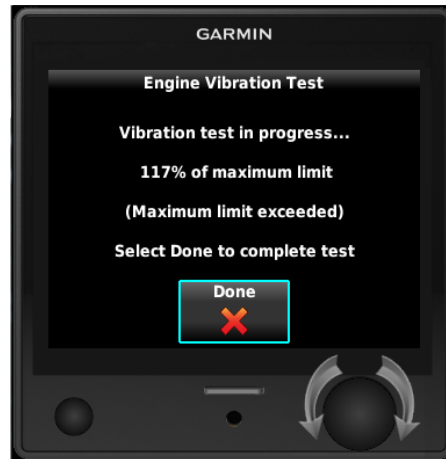 GARMIN
Engine Vibration Test
Vibration test in progress...
117% of maximum limit
(Maximum limit exceeded)
Select Done to complete test
Done